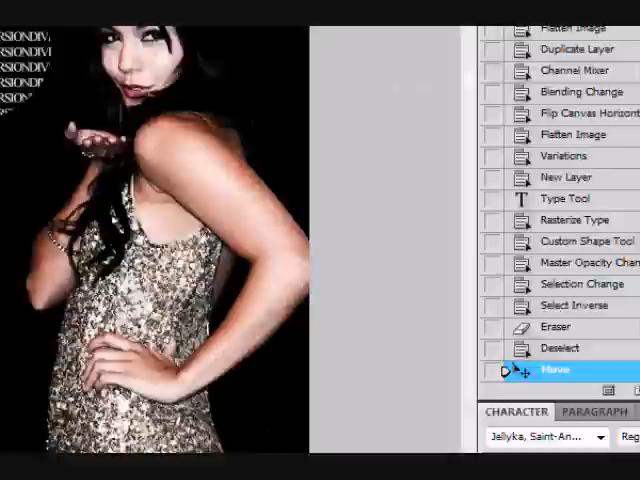 RSIONDIV
RSIONDIVI
RSIONDIV
RSIONDIV
RSIONDI
RSION
Flatten Image
Duplicate Layer
Channel Mixer
Blending Change
Flip Canvas Horizont
Flatten Image
Variations
New Layer
Type Tool
Rasterize Type
Custom Shape Tool
Master Opacity Chan
Selection Change
Select Inverse
Eraser
Deselect
Move
CHARACTER PARAGRAPH
Jellyka, Saint-An... Reg